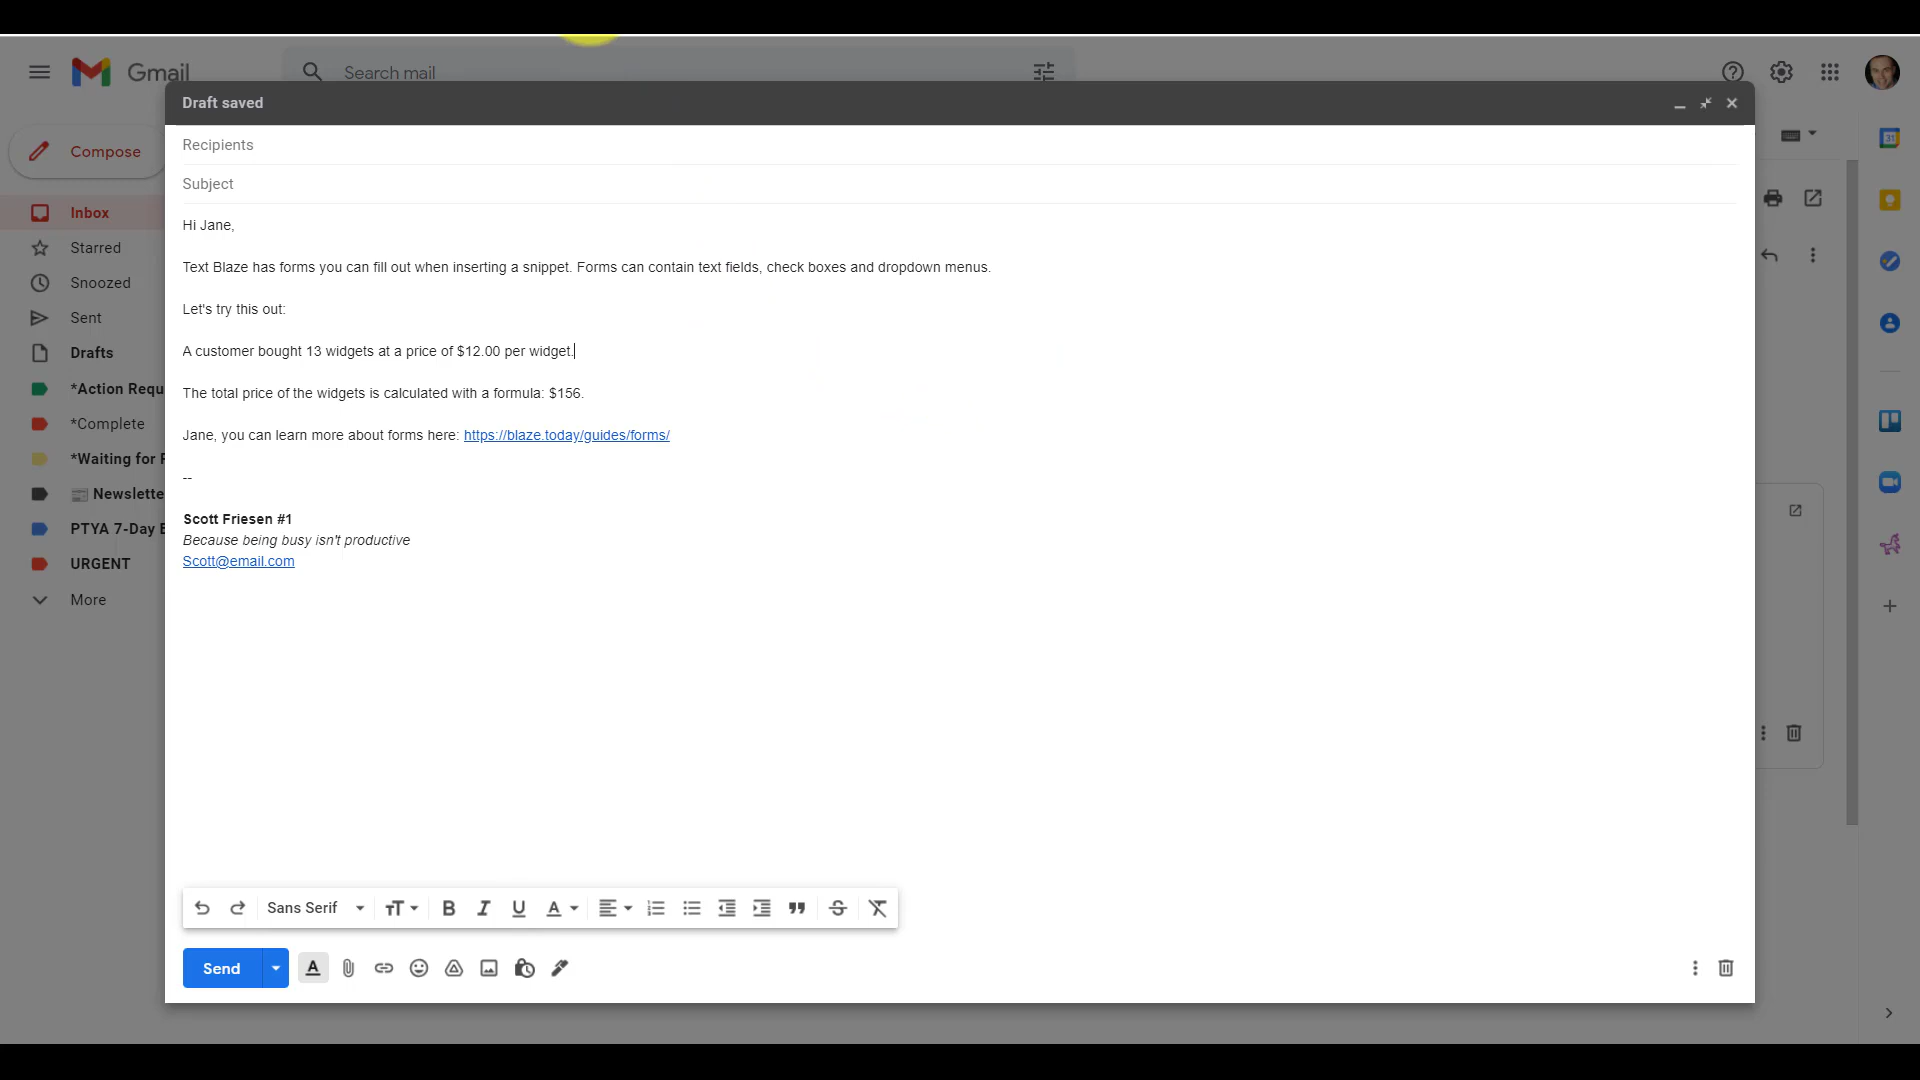 Gmail
Search mail
Draft saved
Compose
Recipients
Subject
Inbox
Starred
Snoozed
Sent
Drafts
*Action Requ
*Complete
*Waiting for
Newslette
PTYA 7-Day
URGENT
More
Hi Jane,
Text Blaze has forms you can fill out when inserting a snippet. Forms can contain text fields, check boxes and dropdown menus.
Let's try this out:
A customer bought 13 widgets at a price of $12.00 per widget.
The total price of the widgets is calculated with a formula: $156.
Jane, you can learn more about forms here: https://blaze.today/guides/forms/
--
Scott Friesen #1
Because being busy isn't productive
Scott@email.com
Sans Serif
Send
31